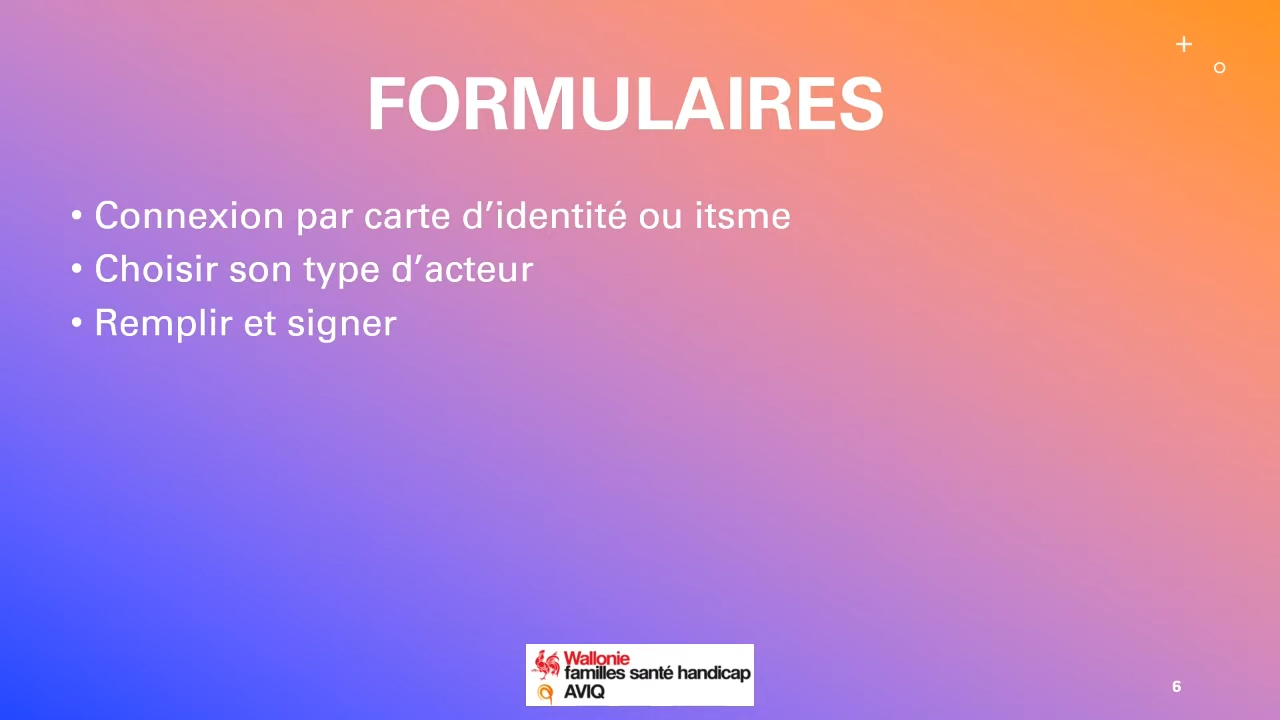 FORMULAIRES
• Connexion par carte d’identité ou itsme
• Choisir son type d’acteur
• Remplir et signer
Wallonie
familles santé handicap
AVIQ
6